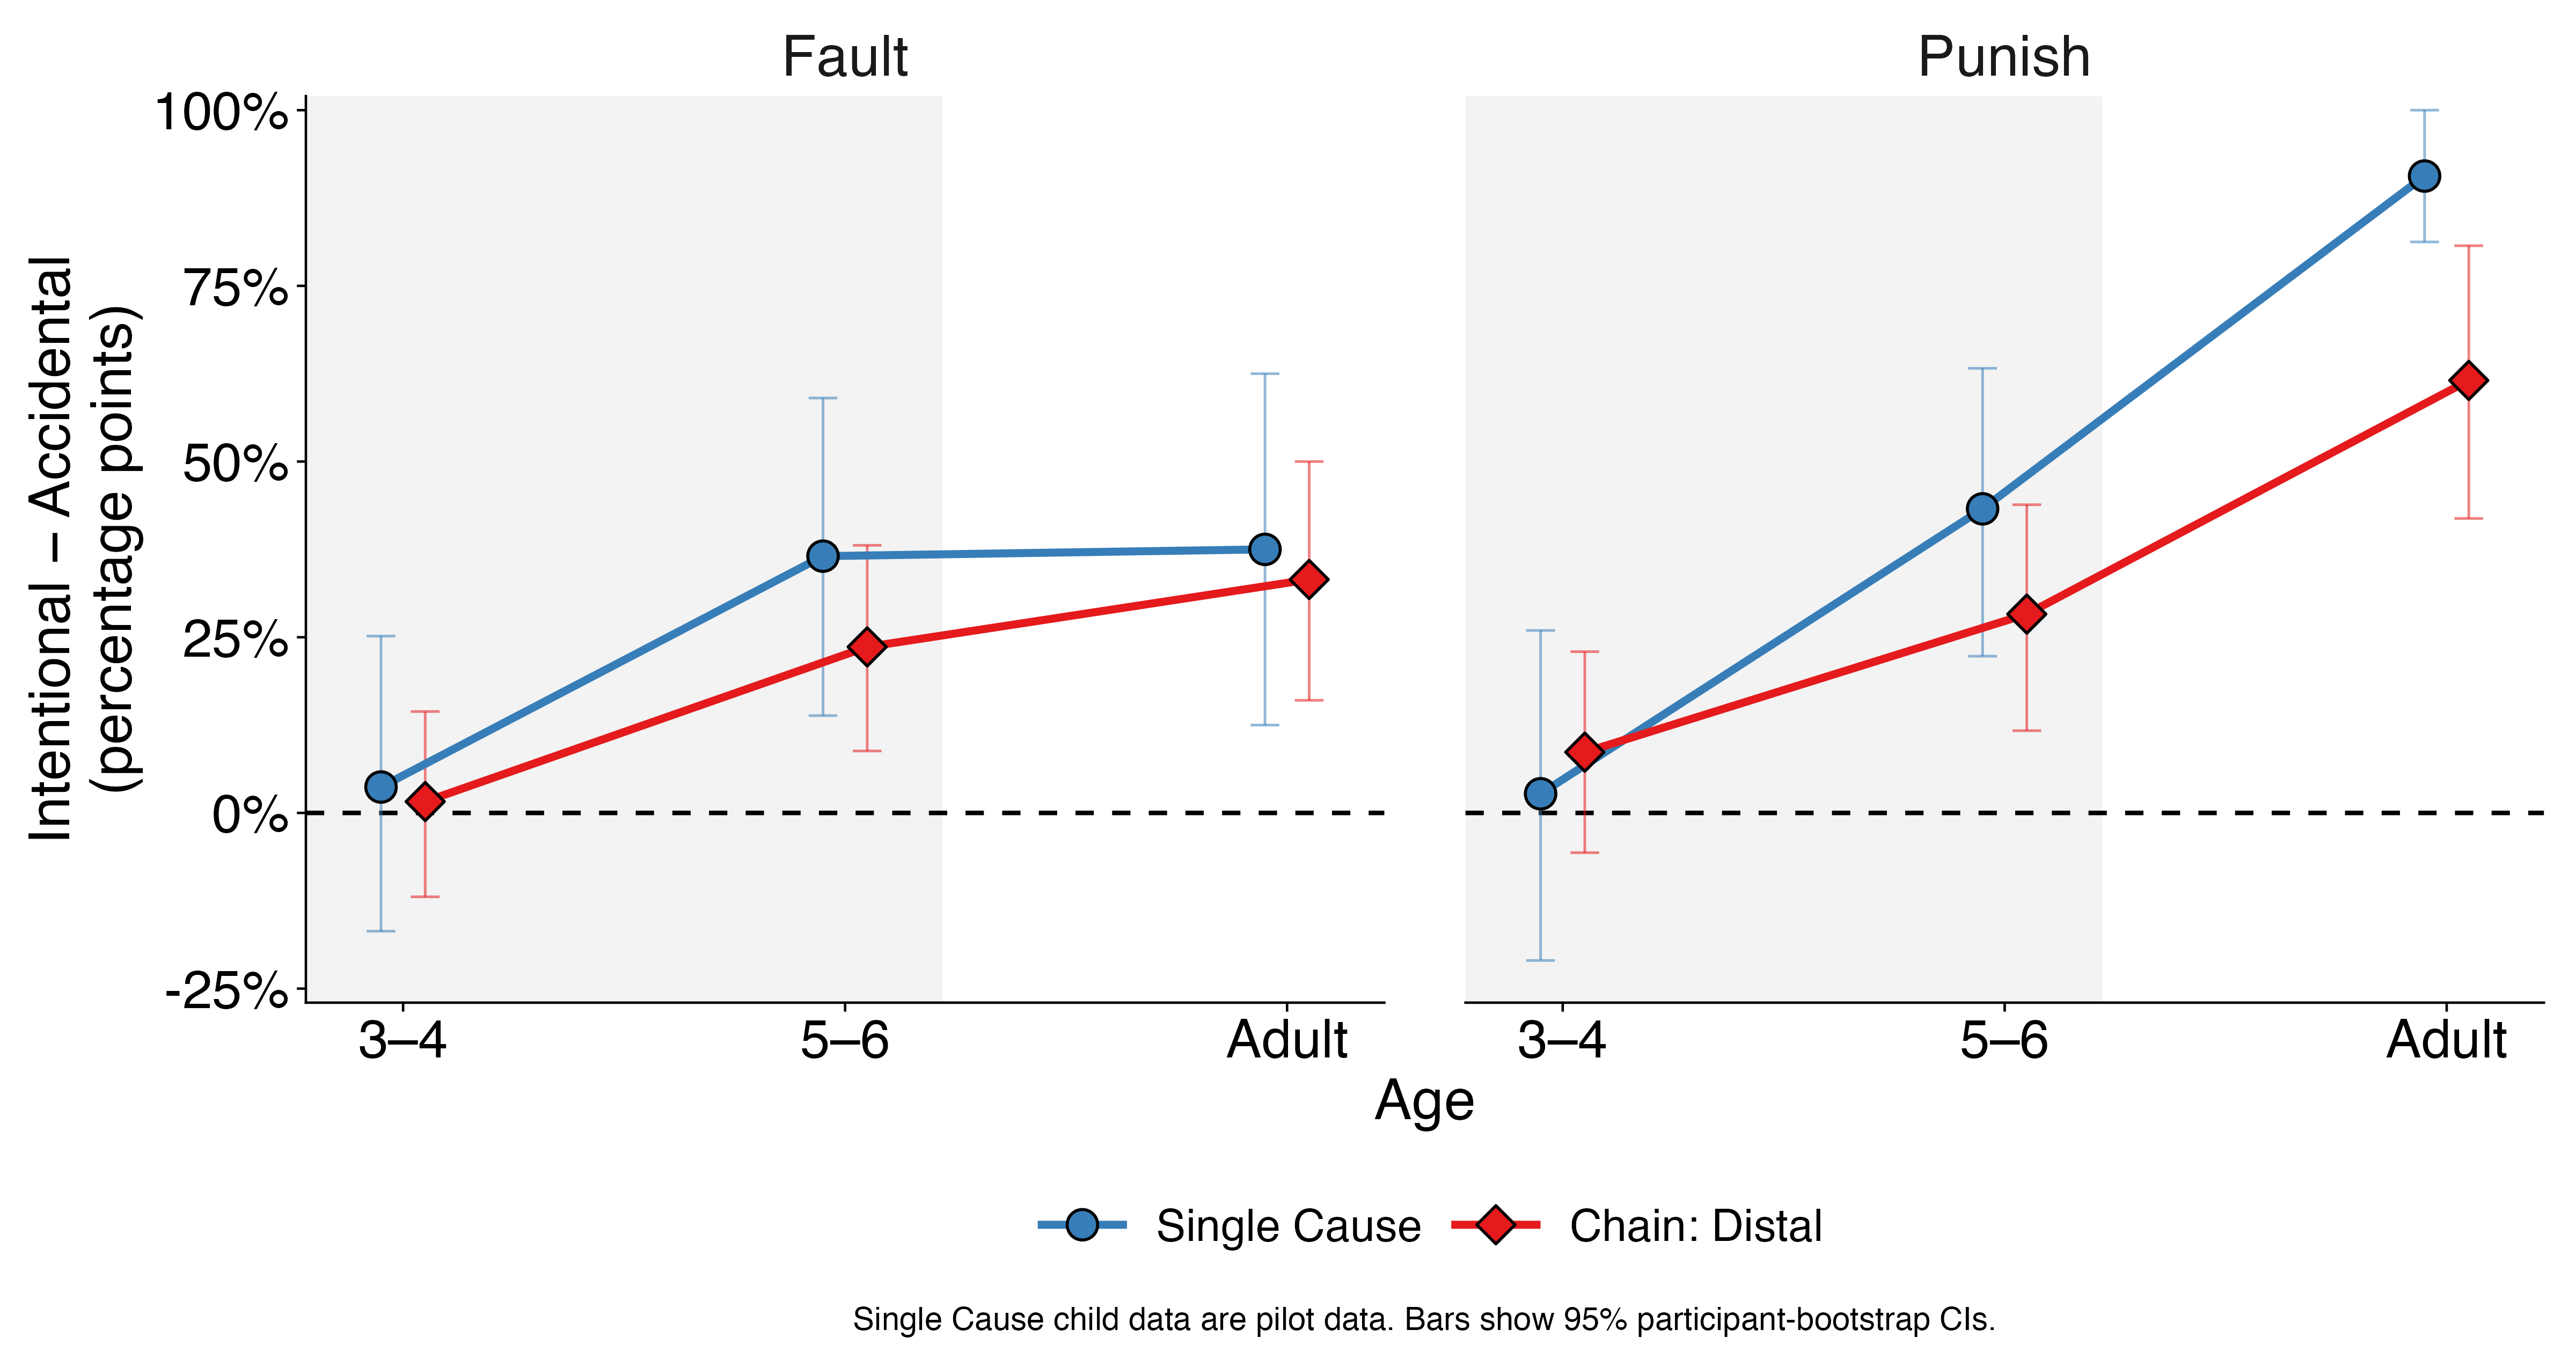 Fault
Punish
Intentional – Accidental
(percentage points)
100%
75%
50%
25%
0%
-25%
3–4
5–6
Adult
3–4
5–6
Adult
Age
Single Cause
Chain: Distal
Single Cause child data are pilot data. Bars show 95% participant-bootstrap CIs.